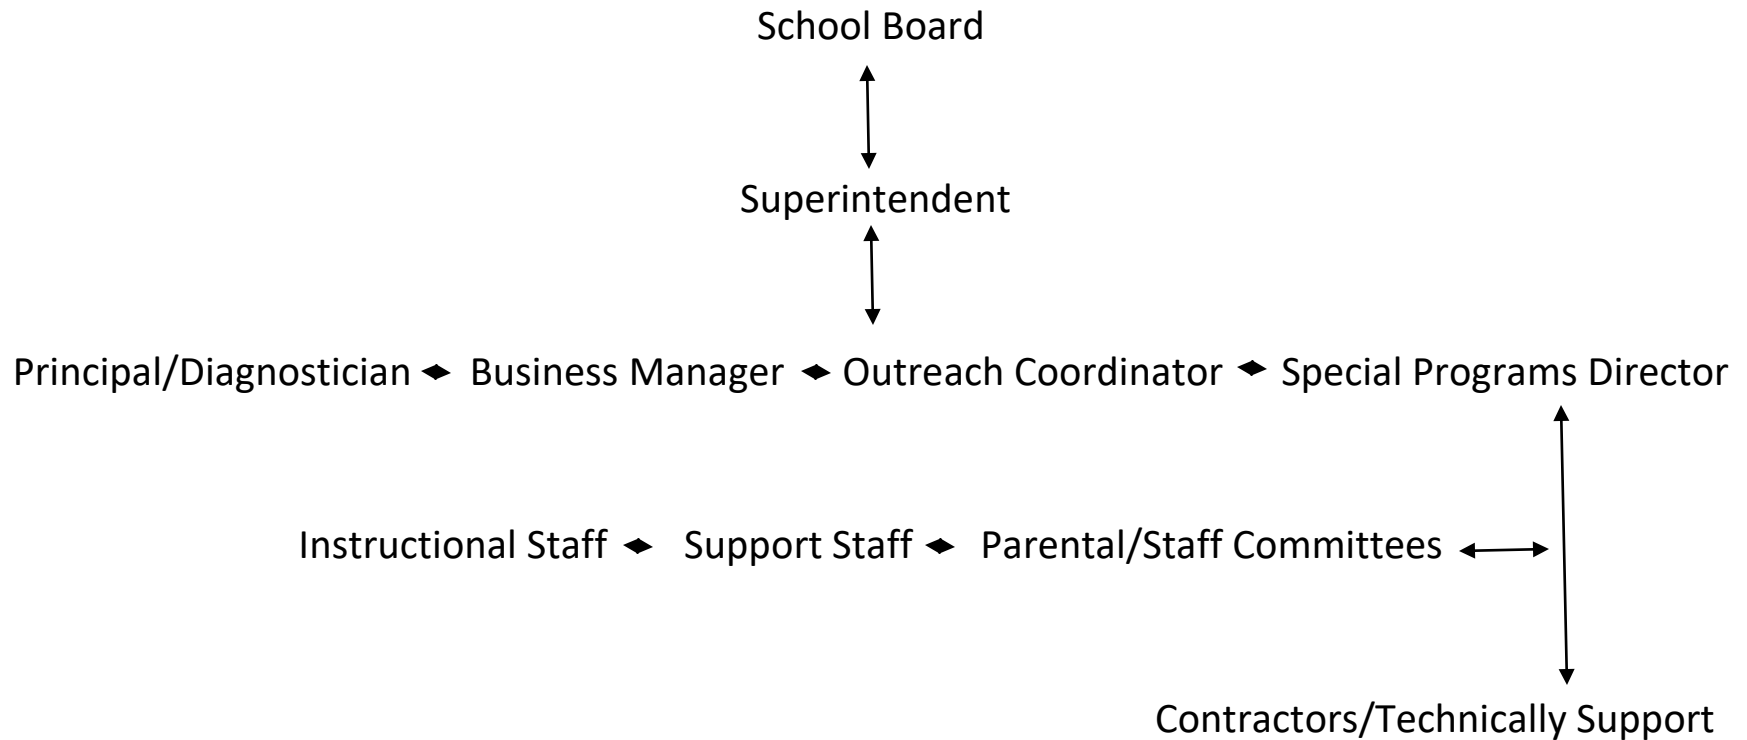 School Board
Superintendent
Principal/Diagnostician Business Manager Outreach Coordinator Special Programs Director
Instructional Staff Support Staff Parental/Staff Committees
Contractors/Technically Support